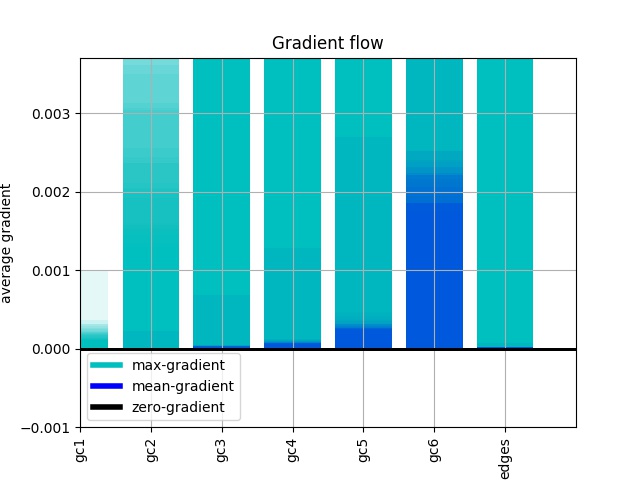 Gradient flow
average gradient
0.003
0.002
0.001
0.000
−0.001
max-gradient
mean-gradient
zero-gradient
gc1
gc2
gc3
gc4
gc5
gc6
edges